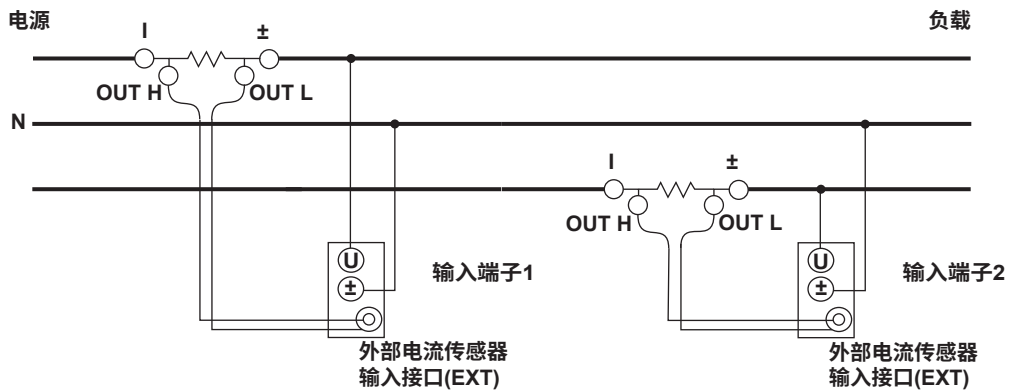 电源
负载
I
±
OUT H
OUT L
N
I
±
OUT H
OUT L
U
±
输入端子1
U
±
输入端子2
外部电流传感器
输入接口(EXT)
外部电流传感器
输入接口(EXT)